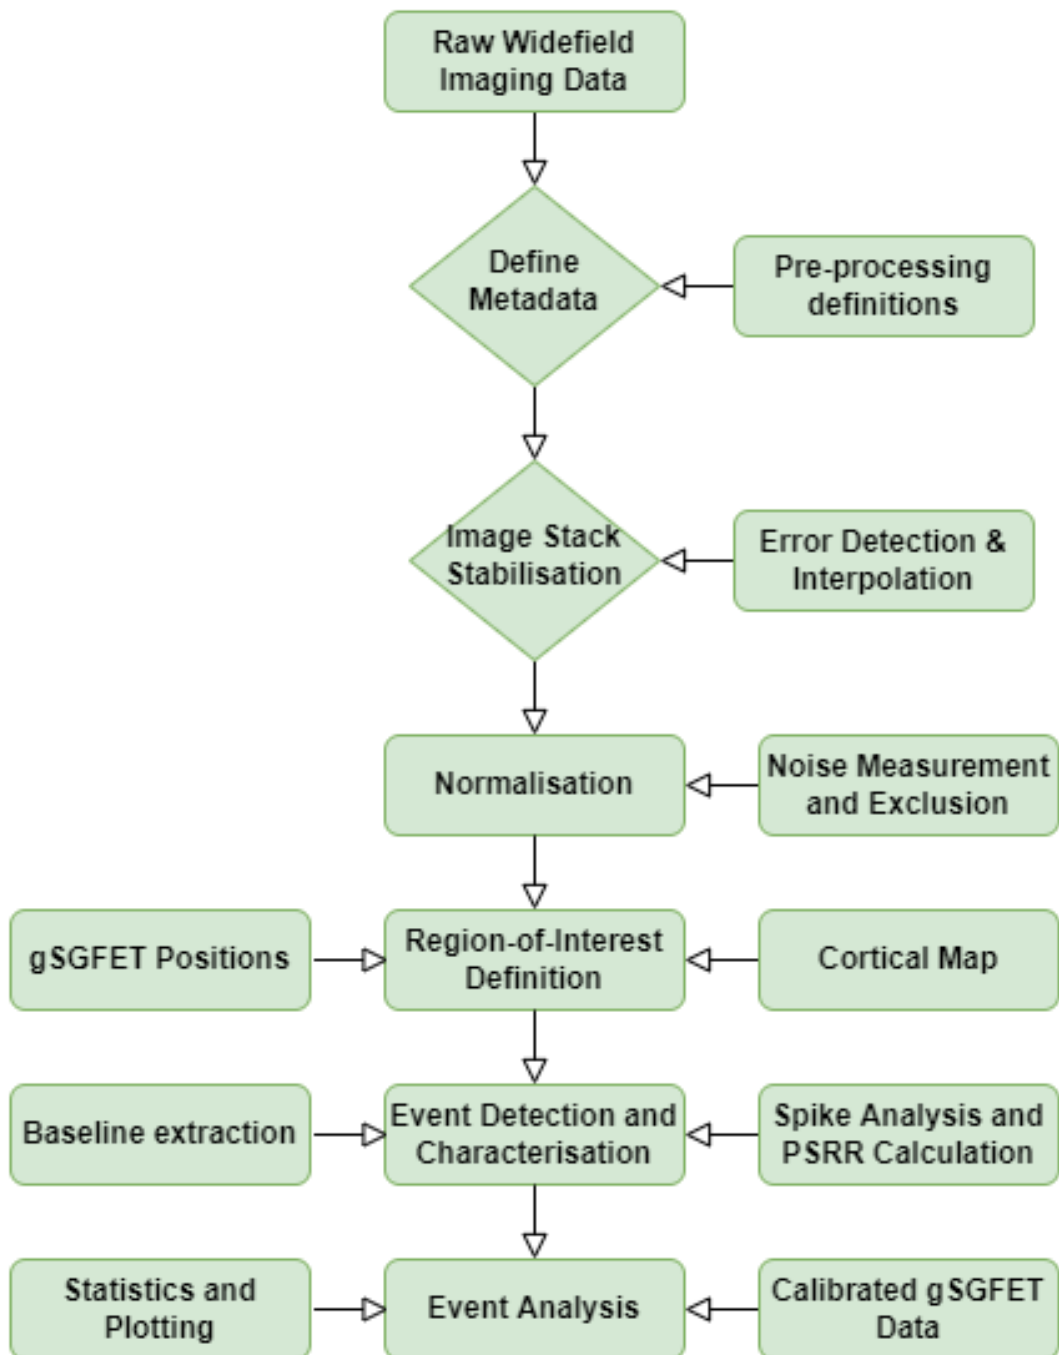 Raw Widefield
Imaging Data
Define
Metadata
Pre-processing
definitions
Image Stack
Stabilisation
Error Detection &
Interpolation
Normalisation
Noise Measurement
and Exclusion
gSGFET Positions
Region-of-Interest
Definition
Cortical Map
Baseline extraction
Event Detection and
Characterisation
Spike Analysis and
PSRR Calculation
Statistics and
Plotting
Event Analysis
Calibrated gSGFET
Data